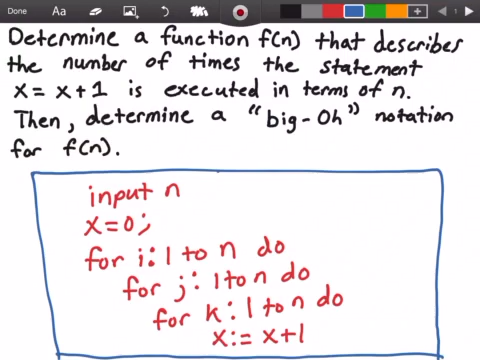 Done Aa 1
Determine a function f(n) that describes
the number of times the statement
x = x+1 is executed in terms of n.
Then, determine a "big-Oh" notation
for f(n).
input n
x=0;
for i: 1 to n do
for j: 1 to n do
for k: 1 to n do
x:= x+1